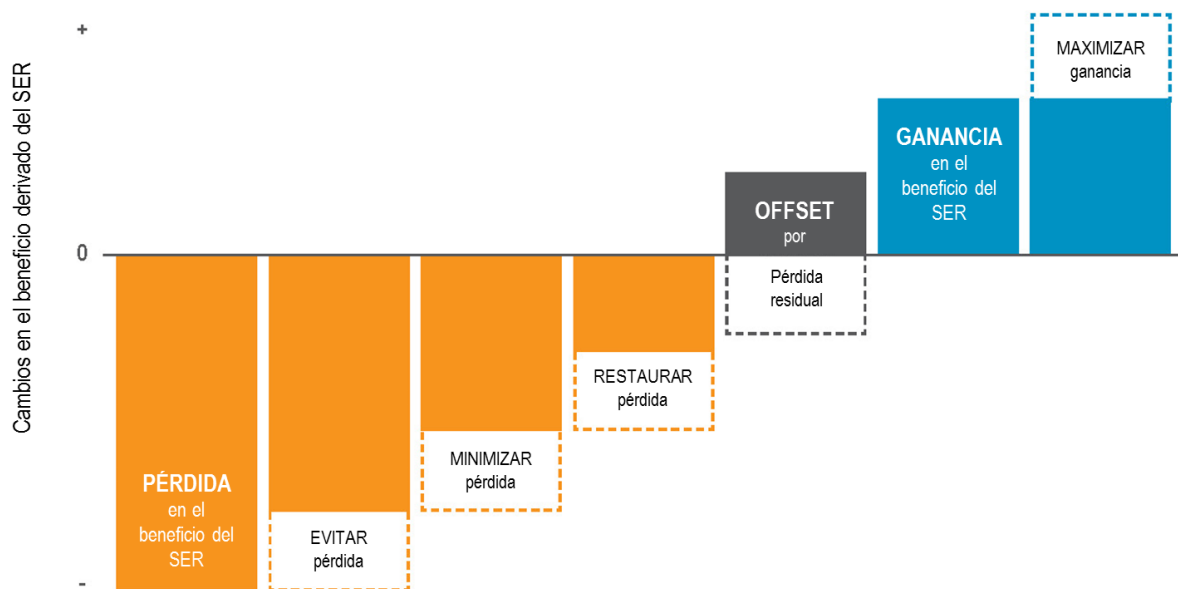 Cambios en el beneficio derivado del SER
+
0
-
PÉRDIDA
en el
beneficio del
SER
EVITAR
pérdida
MINIMIZAR
pérdida
RESTAURAR
pérdida
OFFSET
por
Pérdida
residual
GANANCIA
en el
beneficio del
SER
MAXIMIZAR
ganancia